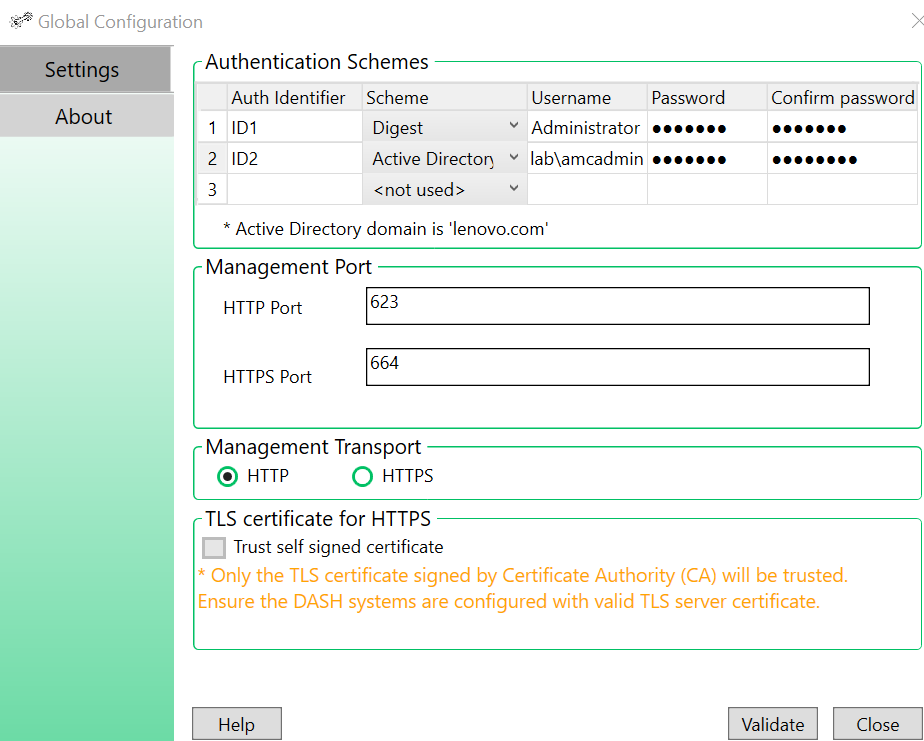 Global Configuration
Settings
About
Authentication Schemes
Auth Identifier Scheme Username Password Confirm password
1 ID1 Digest Administrator ●●●●●●● ●●●●●●●
2 ID2 Active Directory lab\amcadmin ●●●●●●● ●●●●●●●●
3 <not used>
* Active Directory domain is 'lenovo.com'
Management Port
HTTP Port 623
HTTPS Port 664
Management Transport
HTTP HTTPS
TLS certificate for HTTPS
Trust self signed certificate
* Only the TLS certificate signed by Certificate Authority (CA) will be trusted.
Ensure the DASH systems are configured with valid TLS server certificate.
Help Validate Close